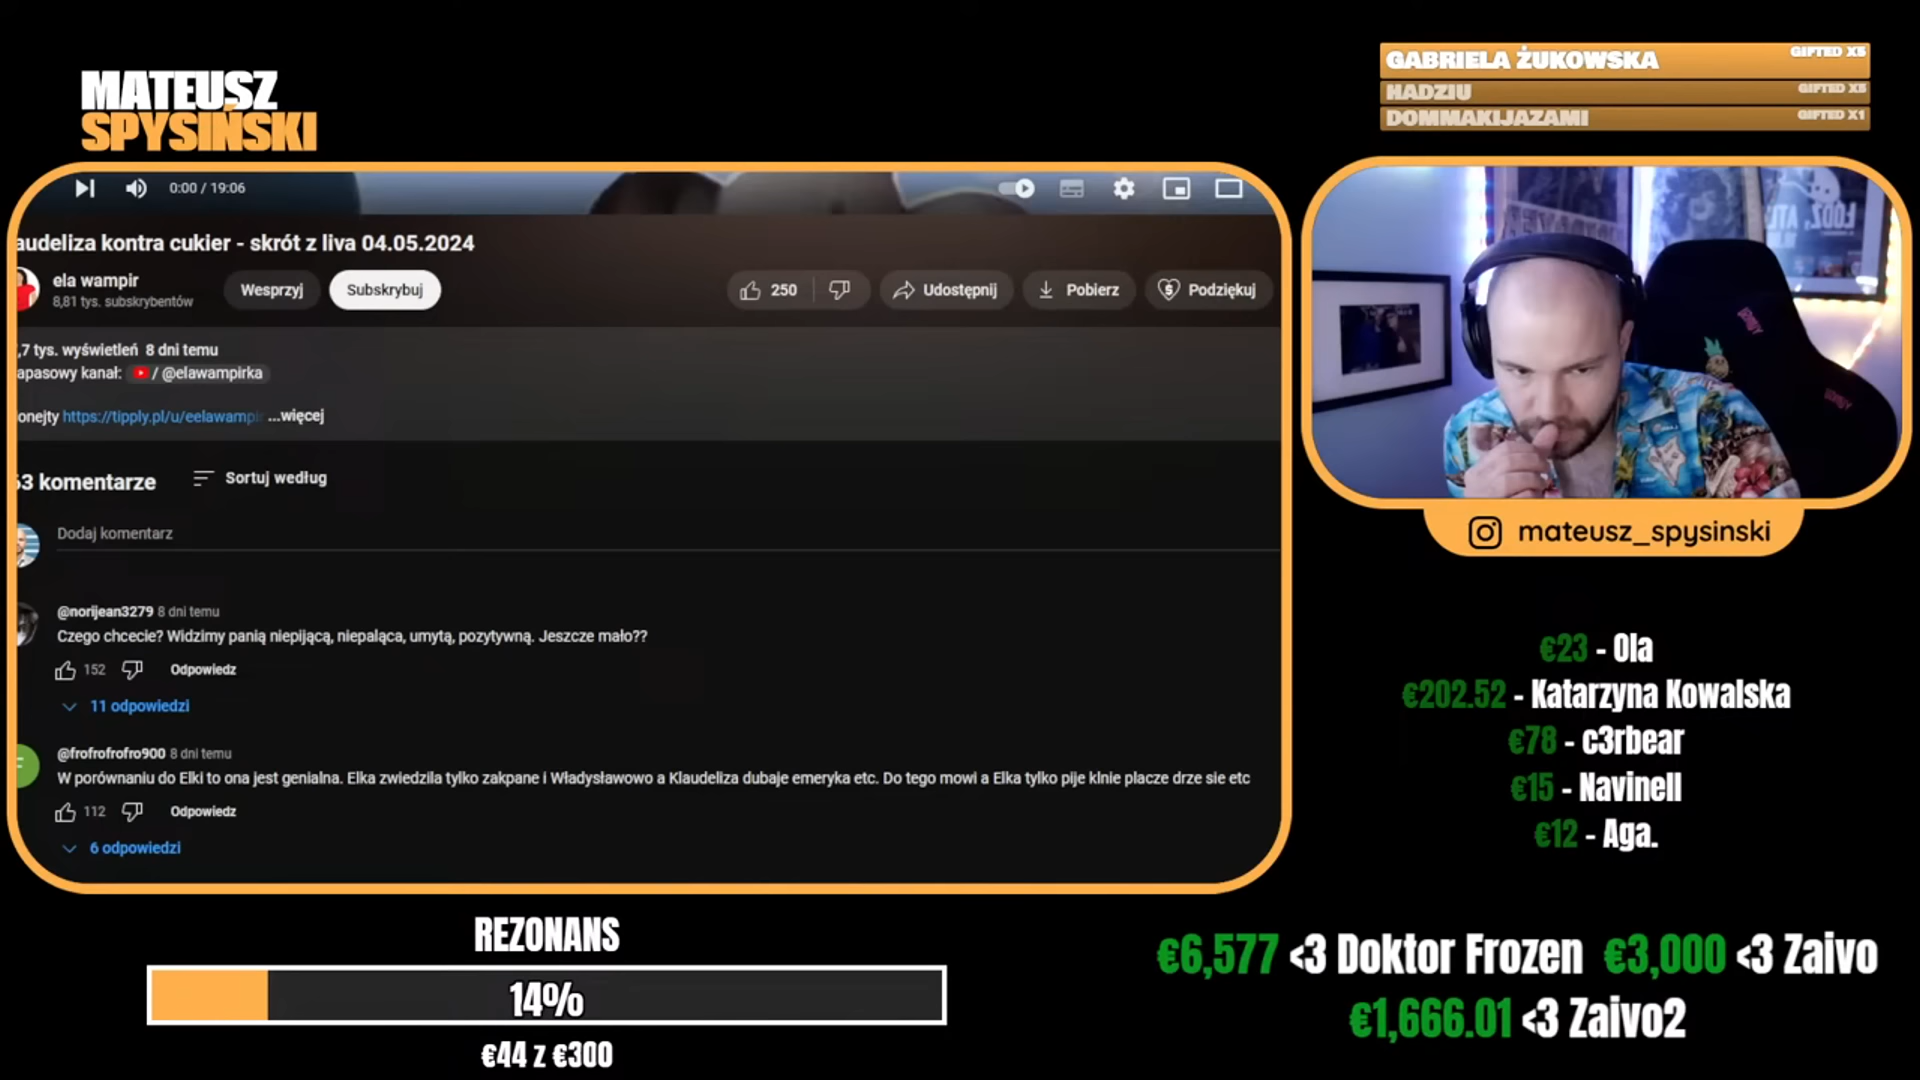 MATEUSZ
SPYSIŃSKI
GABRIELA ŻUKOWSKA GIFTED X5
HADZIU GIFTED X5
DOMMAKIJAZAMI GIFTED X1
0:00 / 19:06
audeliza kontra cukier - skrót z liva 04.05.2024
ela wampir
8,81 tys. subskrybentów
Wesprzyj
Subskrybuj
250
Udostępnij
Pobierz
Podziękuj
,7 tys. wyświetleń 8 dni temu
apasowy kanał: / @elawampirka
onejty https://tipply.pl/u/eelawampi ...więcej
63 komentarze
Sortuj według
Dodaj komentarz
@norijean3279 8 dni temu
Czego chcecie? Widzimy panią niepijącą, niepaląca, umytą, pozytywną. Jeszcze mało??
152
Odpowiedz
11 odpowiedzi
F
@frofrofrofro900 8 dni temu
W porównaniu do Elki to ona jest genialna. Elka zwiedzila tylko zakpane i Władysławowo a Klaudeliza dubaje emeryka etc. Do tego mowi a Elka tylko pije klnie placze drze sie etc
112
Odpowiedz
6 odpowiedzi
mateusz_spysinski
€23 - Ola
€202.52 - Katarzyna Kowalska
€78 - c3rbear
€15 - Navinell
€12 - Aga.
REZONANS
14%
€44 z €300
€6,577 <3 Doktor Frozen €3,000 <3 Zaivo
€1,666.01 <3 Zaivo2